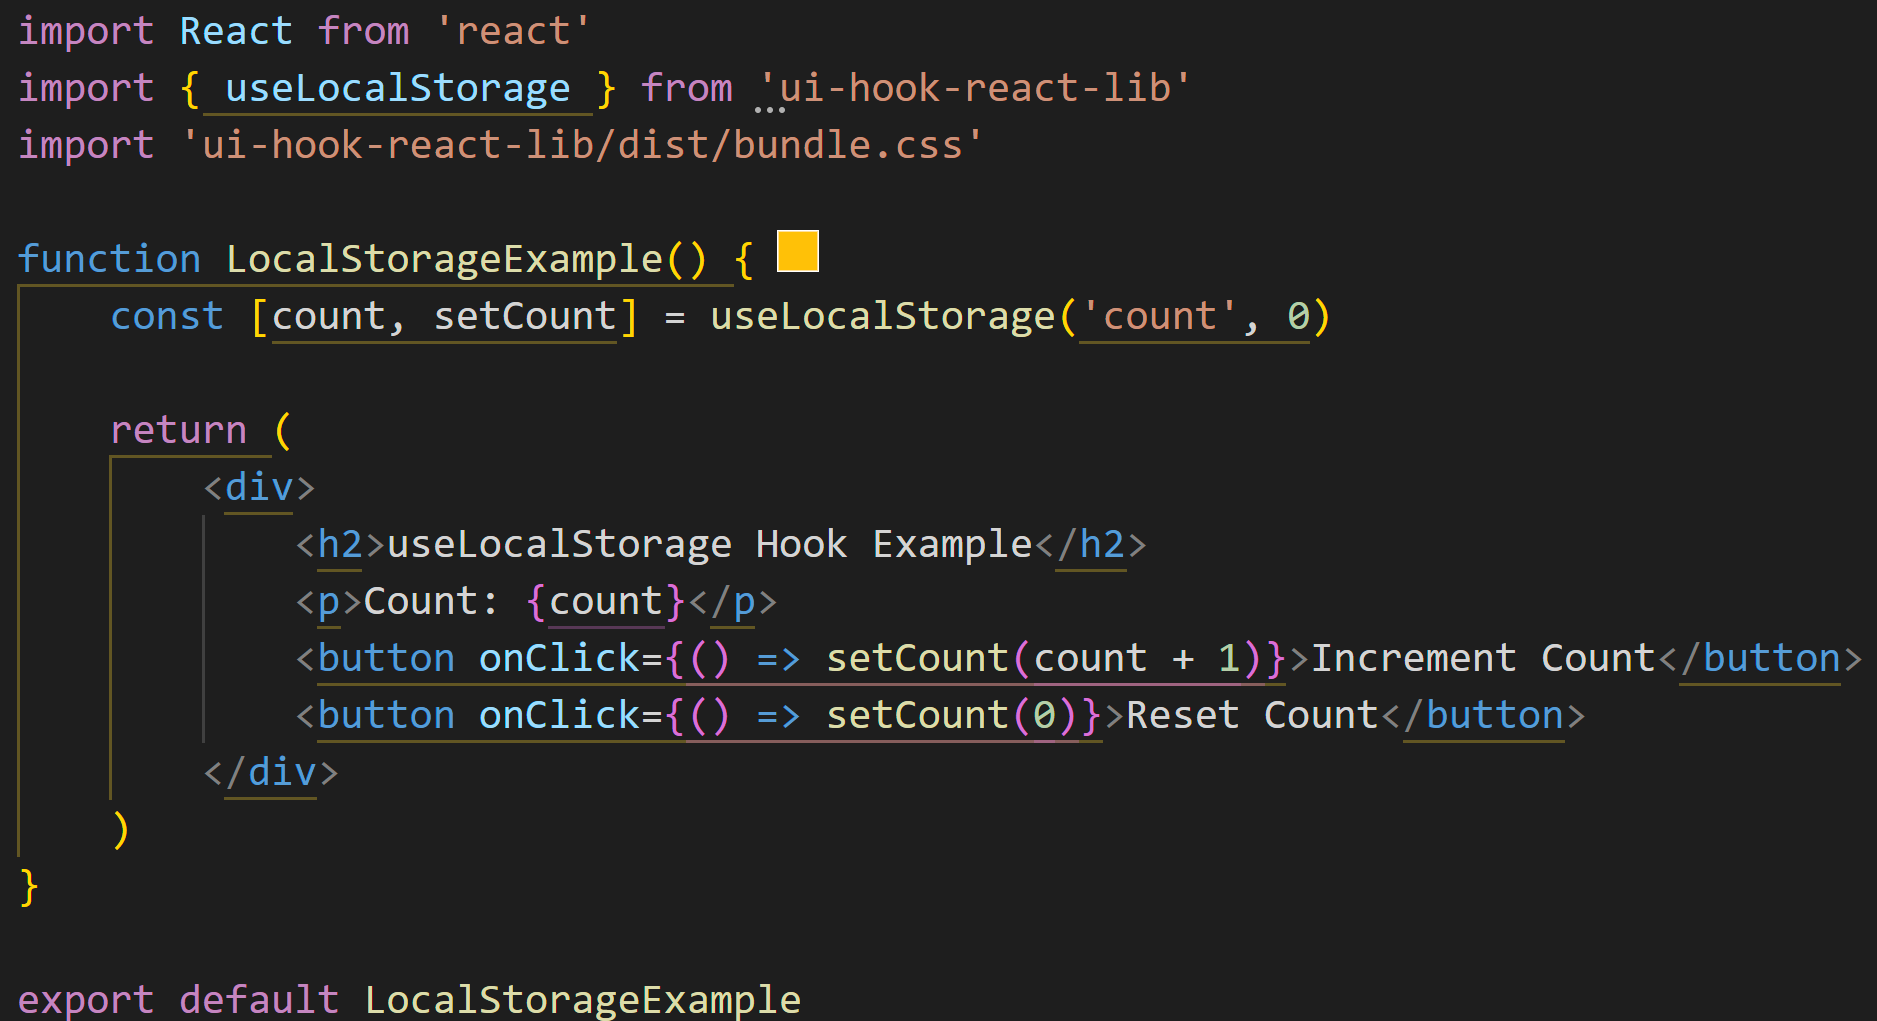 import React from 'react'
import { useLocalStorage } from 'ui-hook-react-lib'
import 'ui-hook-react-lib/dist/bundle.css'
function LocalStorageExample() {
    const [count, setCount] = useLocalStorage('count', 0)
    return (
        <div>
            <h2>useLocalStorage Hook Example</h2>
            <p>Count: {count}</p>
            <button onClick={() => setCount(count + 1)}>Increment Count</button>
            <button onClick={() => setCount(0)}>Reset Count</button>
        </div>
    )
}
export default LocalStorageExample